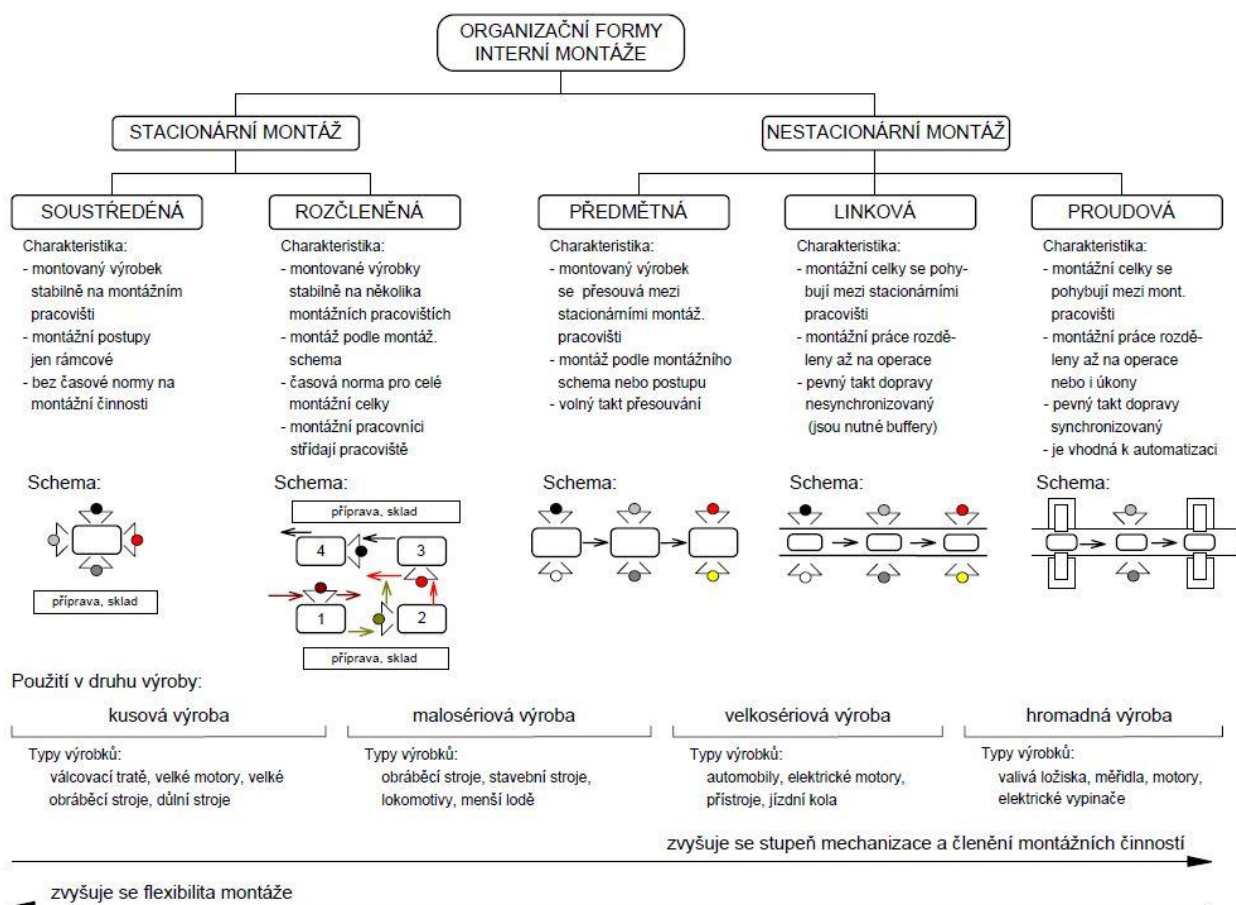 ORGANIZAČNÍ FORMY
INTERNÍ MONTÁŽE
STACIONÁRNÍ MONTÁŽ
NESTACIONÁRNÍ MONTÁŽ
SOUSTŘEDÉNÁ
Charakteristika:
- montovaný výrobek
stabilně na montážním
pracovišti
- montážní postupy
jen rámcové
- bez časové normy na
montážní činnosti
Schema:
příprava, sklad
ROZČLENĚNÁ
Charakteristika:
- montované výrobky
stabilně na několika
montážních pracovištích
- montáž podle montáž.
schema
- časová norma pro celé
montážní celky
- montážní pracovníci
střídají pracoviště
Schema:
příprava, sklad
4
3
1
2
příprava, sklad
PŘEDMĚTNÁ
Charakteristika:
- montovaný výrobek
se přesouvá mezi
stacionárními montáž.
pracovišti
- montáž podle montážního
schema nebo postupu
- volný takt přesouvání
Schema:
LINKOVÁ
Charakteristika:
- montážní celky se pohy-
bují mezi stacionárními
pracovišti
- montážní práce rozdě-
leny až na operace
- pevný takt dopravy
nesynchronizovaný
(jsou nutné buffery)
Schema:
PROUDOVÁ
Charakteristika:
- montážní celky se
pohybují mezi mont.
pracovišti
- montážní práce rozdě-
leny až na operace
nebo i úkony
- pevný takt dopravy
synchronizovaný
- je vhodná k automatizaci
Schema:
Použití v druhu výroby:
kusová výroba
Typy výrobků:
válcovací tratě, velké motory, velké
obráběcí stroje, důlní stroje
malosériová výroba
Typy výrobků:
obráběcí stroje, stavební stroje,
lokomotivy, menší lodě
velkosériová výroba
Typy výrobků:
automobily, elektrické motory,
přístroje, jízdní kola
hromadná výroba
Typy výrobků:
valivá ložiska, měřidla, motory,
elektrické vypinače
zvyšuje se stupeň mechanizace a členění montážních činností
zvyšuje se flexibilita montáže